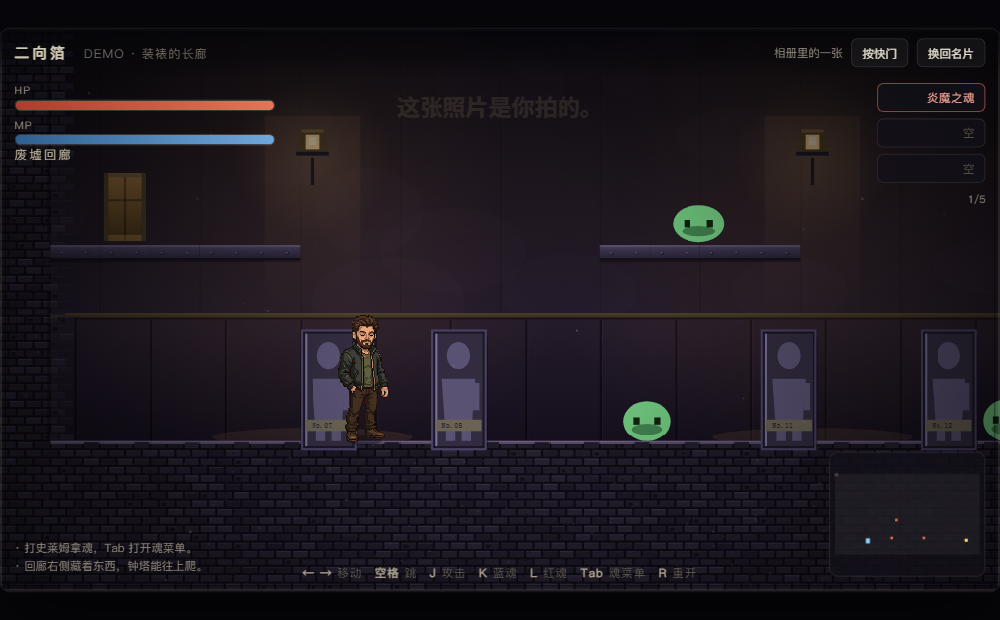 二向箔 DEMO · 装裱的长廊
相册里的一张 按快门 换回名片
HP
MP
废墟回廊
这张照片是你拍的。
炎魔之魂
空
空
1/5
No.07
No.08
No.11
No.12
· 打史莱姆拿魂，Tab 打开魂菜单。
· 回廊右侧藏着东西，钟塔能往上爬。
← → 移动 空格 跳 J 攻击 K 蓝魂 L 红魂 Tab 魂菜单 R 重开